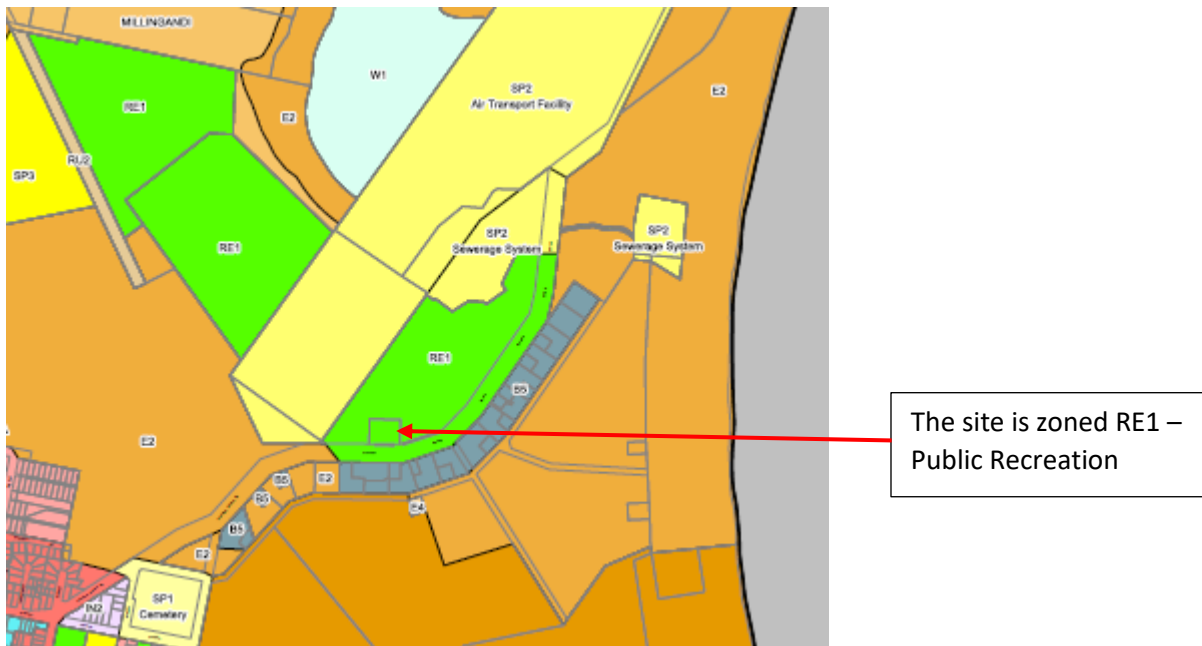 MILLINGANDI
W1
SP2
Air Transport Facility
E2
RE1
E2
RU2
SP3
RE1
SP2
Sewerage System
SP2
Sewerage System
RE1
B5
The site is zoned RE1 –
Public Recreation
E2
B5
E2
B5
E4
B5
E2
SP1
Cemetery
IN2